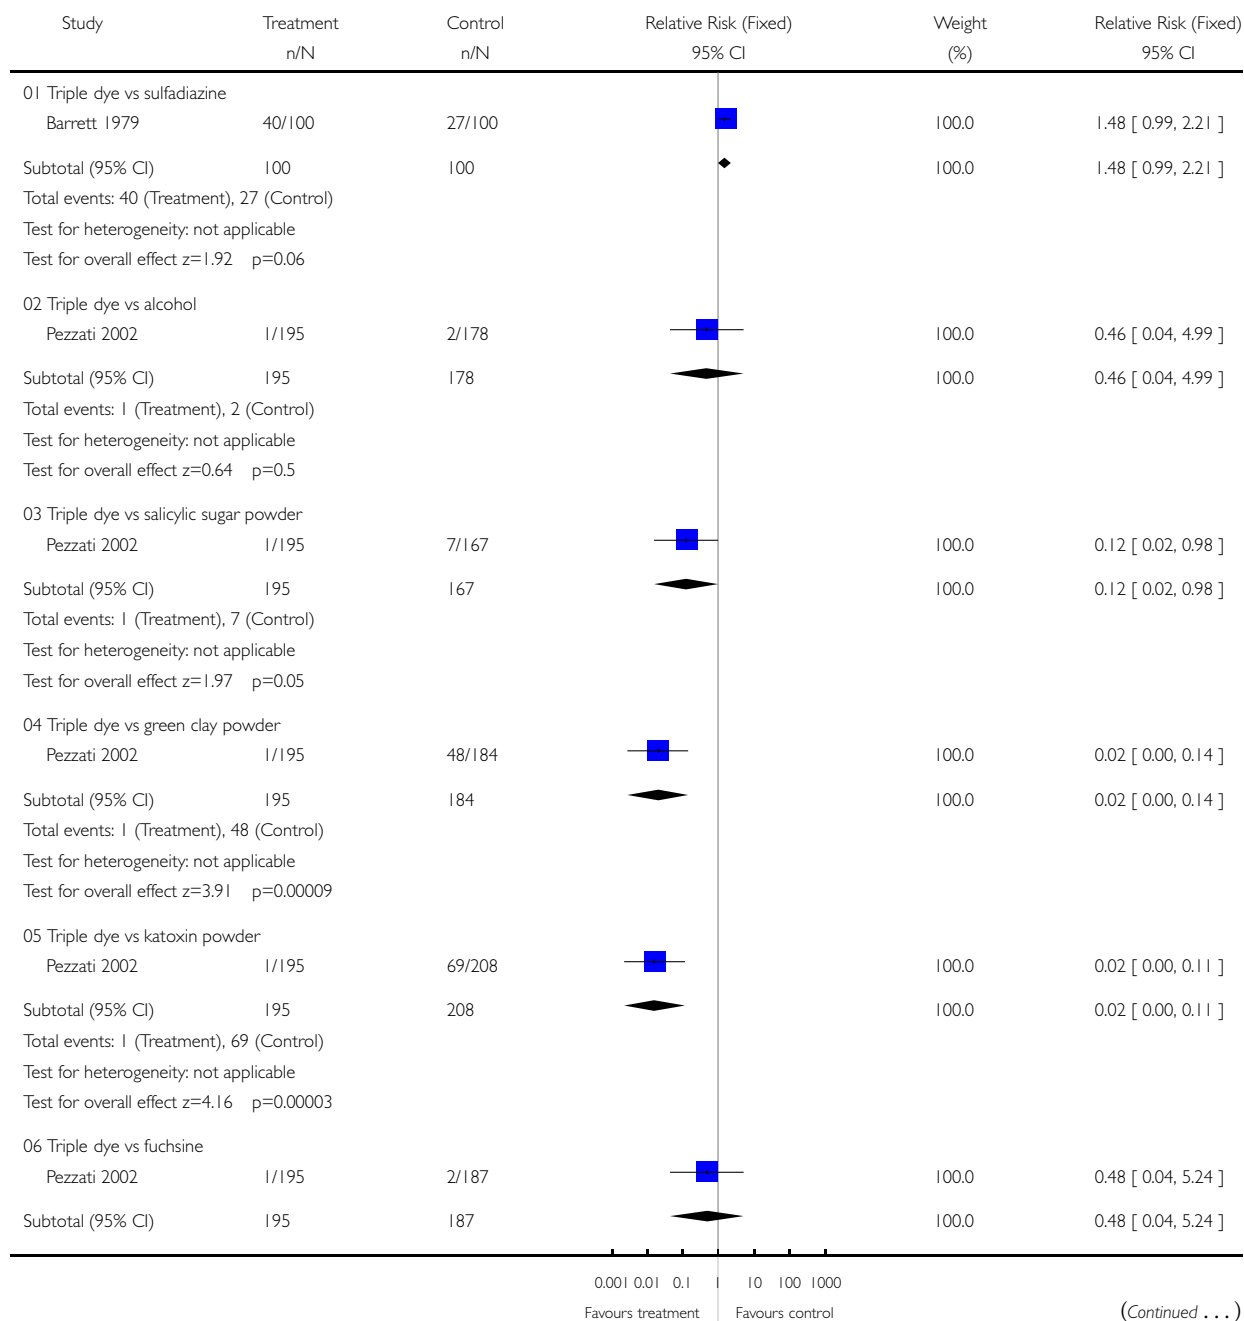 Study Treatment Control Relative Risk (Fixed) Weight Relative Risk (Fixed)
n/N n/N 95% CI (%) 95% CI
01 Triple dye vs sulfadiazine
Barrett 1979 40/100 27/100 100.0 1.48 [ 0.99, 2.21 ]
Subtotal (95% CI) 100 100 100.0 1.48 [ 0.99, 2.21 ]
Total events: 40 (Treatment), 27 (Control)
Test for heterogeneity: not applicable
Test for overall effect z=1.92 p=0.06
02 Triple dye vs alcohol
Pezzati 2002 1/195 2/178 100.0 0.46 [ 0.04, 4.99 ]
Subtotal (95% CI) 195 178 100.0 0.46 [ 0.04, 4.99 ]
Total events: 1 (Treatment), 2 (Control)
Test for heterogeneity: not applicable
Test for overall effect z=0.64 p=0.5
03 Triple dye vs salicylic sugar powder
Pezzati 2002 1/195 7/167 100.0 0.12 [ 0.02, 0.98 ]
Subtotal (95% CI) 195 167 100.0 0.12 [ 0.02, 0.98 ]
Total events: 1 (Treatment), 7 (Control)
Test for heterogeneity: not applicable
Test for overall effect z=1.97 p=0.05
04 Triple dye vs green clay powder
Pezzati 2002 1/195 48/184 100.0 0.02 [ 0.00, 0.14 ]
Subtotal (95% CI) 195 184 100.0 0.02 [ 0.00, 0.14 ]
Total events: 1 (Treatment), 48 (Control)
Test for heterogeneity: not applicable
Test for overall effect z=3.91 p=0.00009
05 Triple dye vs katoxin powder
Pezzati 2002 1/195 69/208 100.0 0.02 [ 0.00, 0.11 ]
Subtotal (95% CI) 195 208 100.0 0.02 [ 0.00, 0.11 ]
Total events: 1 (Treatment), 69 (Control)
Test for heterogeneity: not applicable
Test for overall effect z=4.16 p=0.00003
06 Triple dye vs fuchsine
Pezzati 2002 1/195 2/187 100.0 0.48 [ 0.04, 5.24 ]
Subtotal (95% CI) 195 187 100.0 0.48 [ 0.04, 5.24 ]
0.001 0.01 0.1 1 10 100 1000
Favours treatment Favours control (Continued . . . )